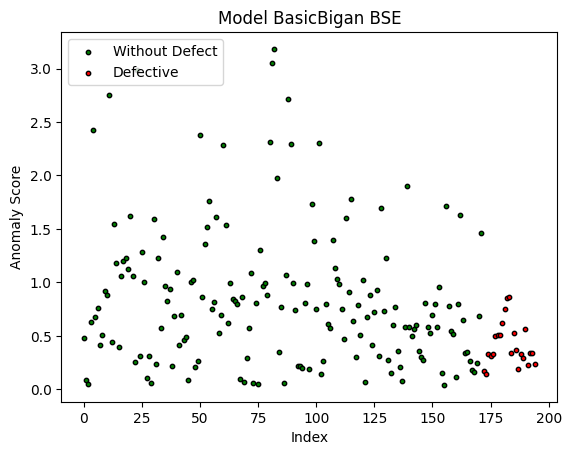 Model BasicBigan BSE
Without Defect
Defective
Anomaly Score
3.0
2.5
2.0
1.5
1.0
0.5
0.0
0 25 50 75 100 125 150 175 200
Index